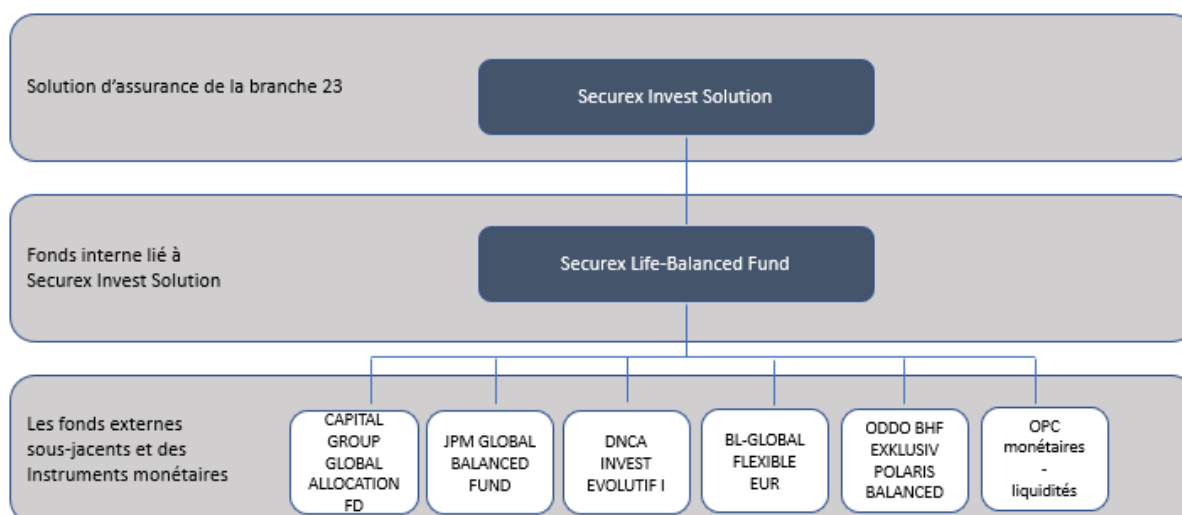 Solution d'assurance de la branche 23
Securex Invest Solution
Fonds interne lié à
Securex Invest Solution
Securex Life-Balanced Fund
Les fonds externes
sous-jacents et des
Instruments monétaires
CAPITAL
GROUP
GLOBAL
ALLOCATION
FD
JPM GLOBAL
BALANCED
FUND
DNCA
INVEST
EVOLUTIF I
BL-GLOBAL
FLEXIBLE
EUR
ODDO BHF
EXKLUSIV
POLARIS
BALANCED
OPC
monétaires
-
liquidités